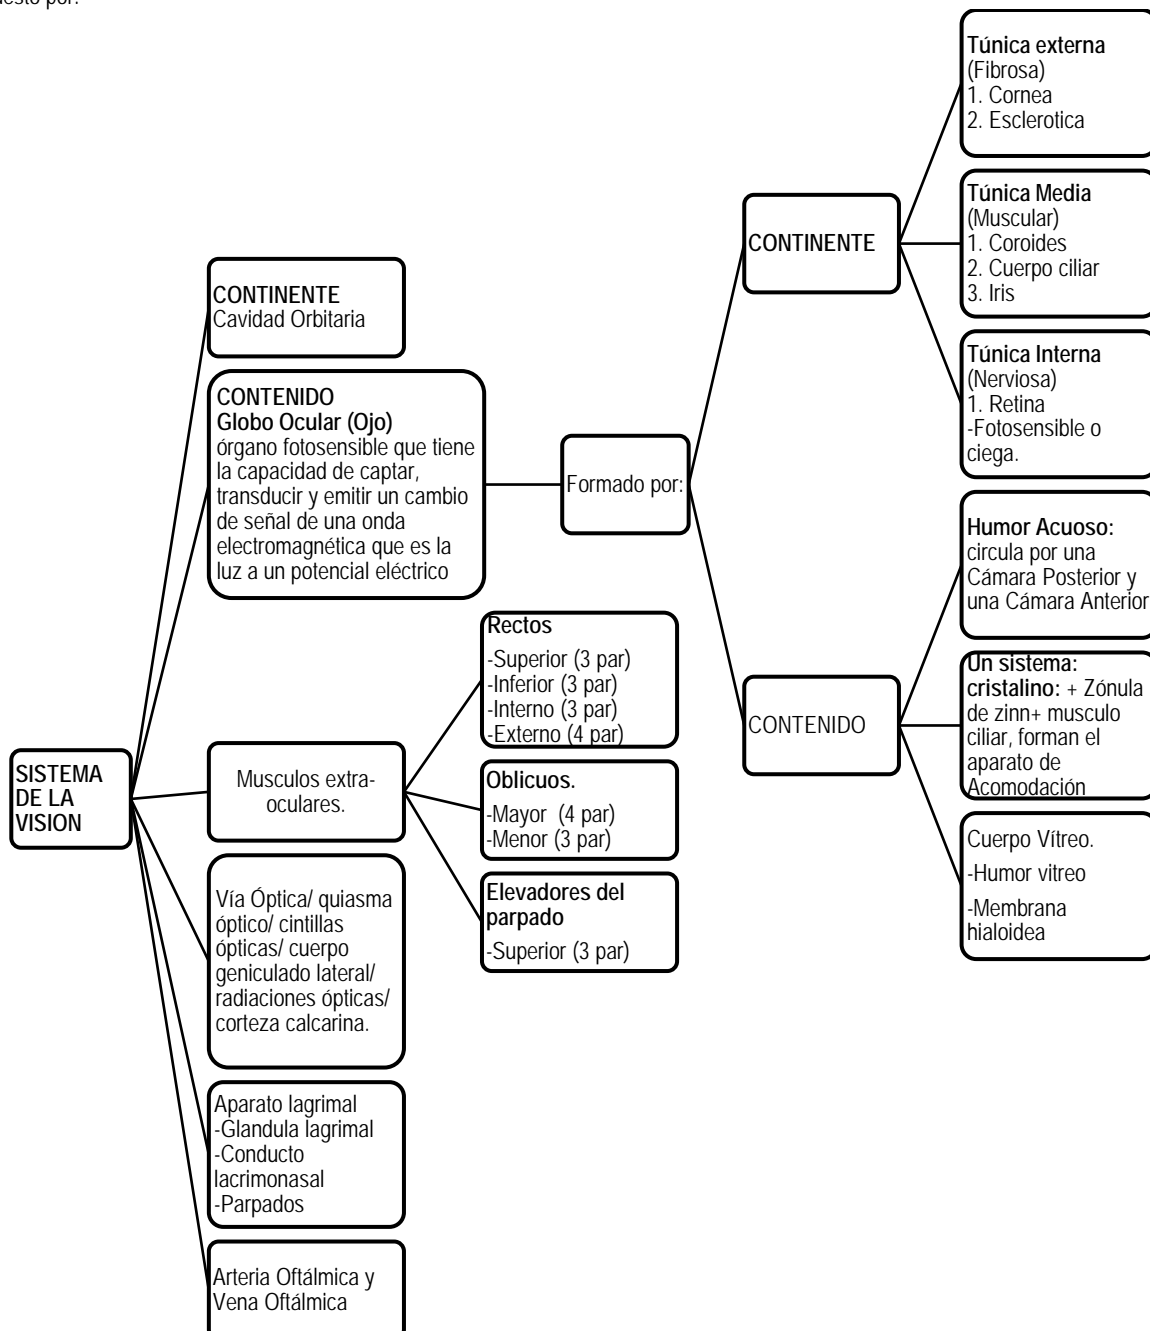 por:
SISTEMA
DE LA
VISION
CONTINENTE
Cavidad Orbitaria
CONTENIDO
Globo Ocular (Ojo)
órgano fotosensible que tiene
la capacidad de captar,
transducir y emitir un cambio
de señal de una onda
electromagnética que es la
luz a un potencial eléctrico
Formado por:
CONTINENTE
Túnica externa
(Fibrosa)
1. Cornea
2. Esclerotica
Túnica Media
(Muscular)
1. Coroides
2. Cuerpo ciliar
3. Iris
Túnica Interna
(Nerviosa)
1. Retina
-Fotosensible o
ciega.
CONTENIDO
Humor Acuoso:
circula por una
Cámara Posterior y
una Cámara Anterior
Un sistema:
cristalino: + Zónula
de zinn+ musculo
ciliar, forman el
aparato de
Acomodación
Cuerpo Vítreo.
-Humor vitreo
-Membrana
hialoidea
Musculos extra-
oculares.
Rectos
-Superior (3 par)
-Inferior (3 par)
-Interno (3 par)
-Externo (4 par)
Oblicuos.
-Mayor (4 par)
-Menor (3 par)
Elevadores del
parpado
-Superior (3 par)
Vía Óptica/ quiasma
óptico/ cintillas
ópticas/ cuerpo
geniculado lateral/
radiaciones ópticas/
corteza calcarina.
Aparato lagrimal
-Glandula lagrimal
-Conducto
lacrimonasal
-Parpados
Arteria Oftálmica y
Vena Oftálmica